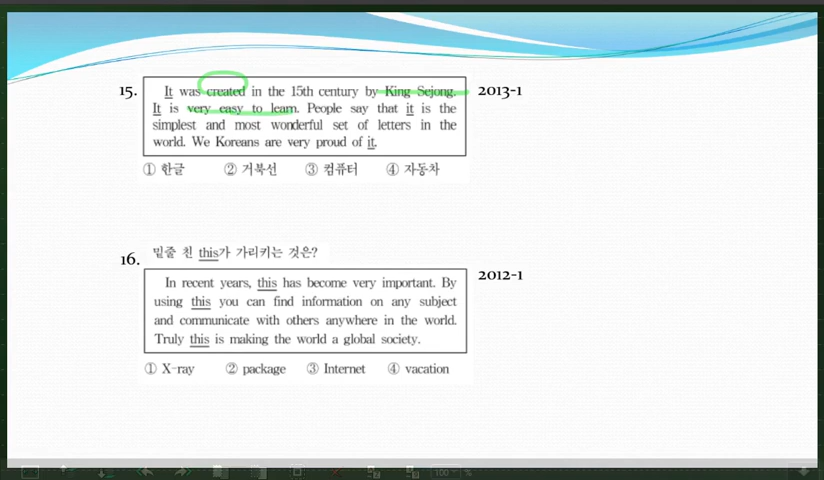 15. It was created in the 15th century by King Sejong. 2013-1
It is very easy to learn. People say that it is the
simplest and most wonderful set of letters in the
world. We Koreans are very proud of it.
① 한글 ② 거북선 ③ 컴퓨터 ④ 자동차
16. 밑줄 친 this가 가리키는 것은?
In recent years, this has become very important. By 2012-1
using this you can find information on any subject
and communicate with others anywhere in the world.
Truly this is making the world a global society.
① X-ray ② package ③ Internet ④ vacation
100 %